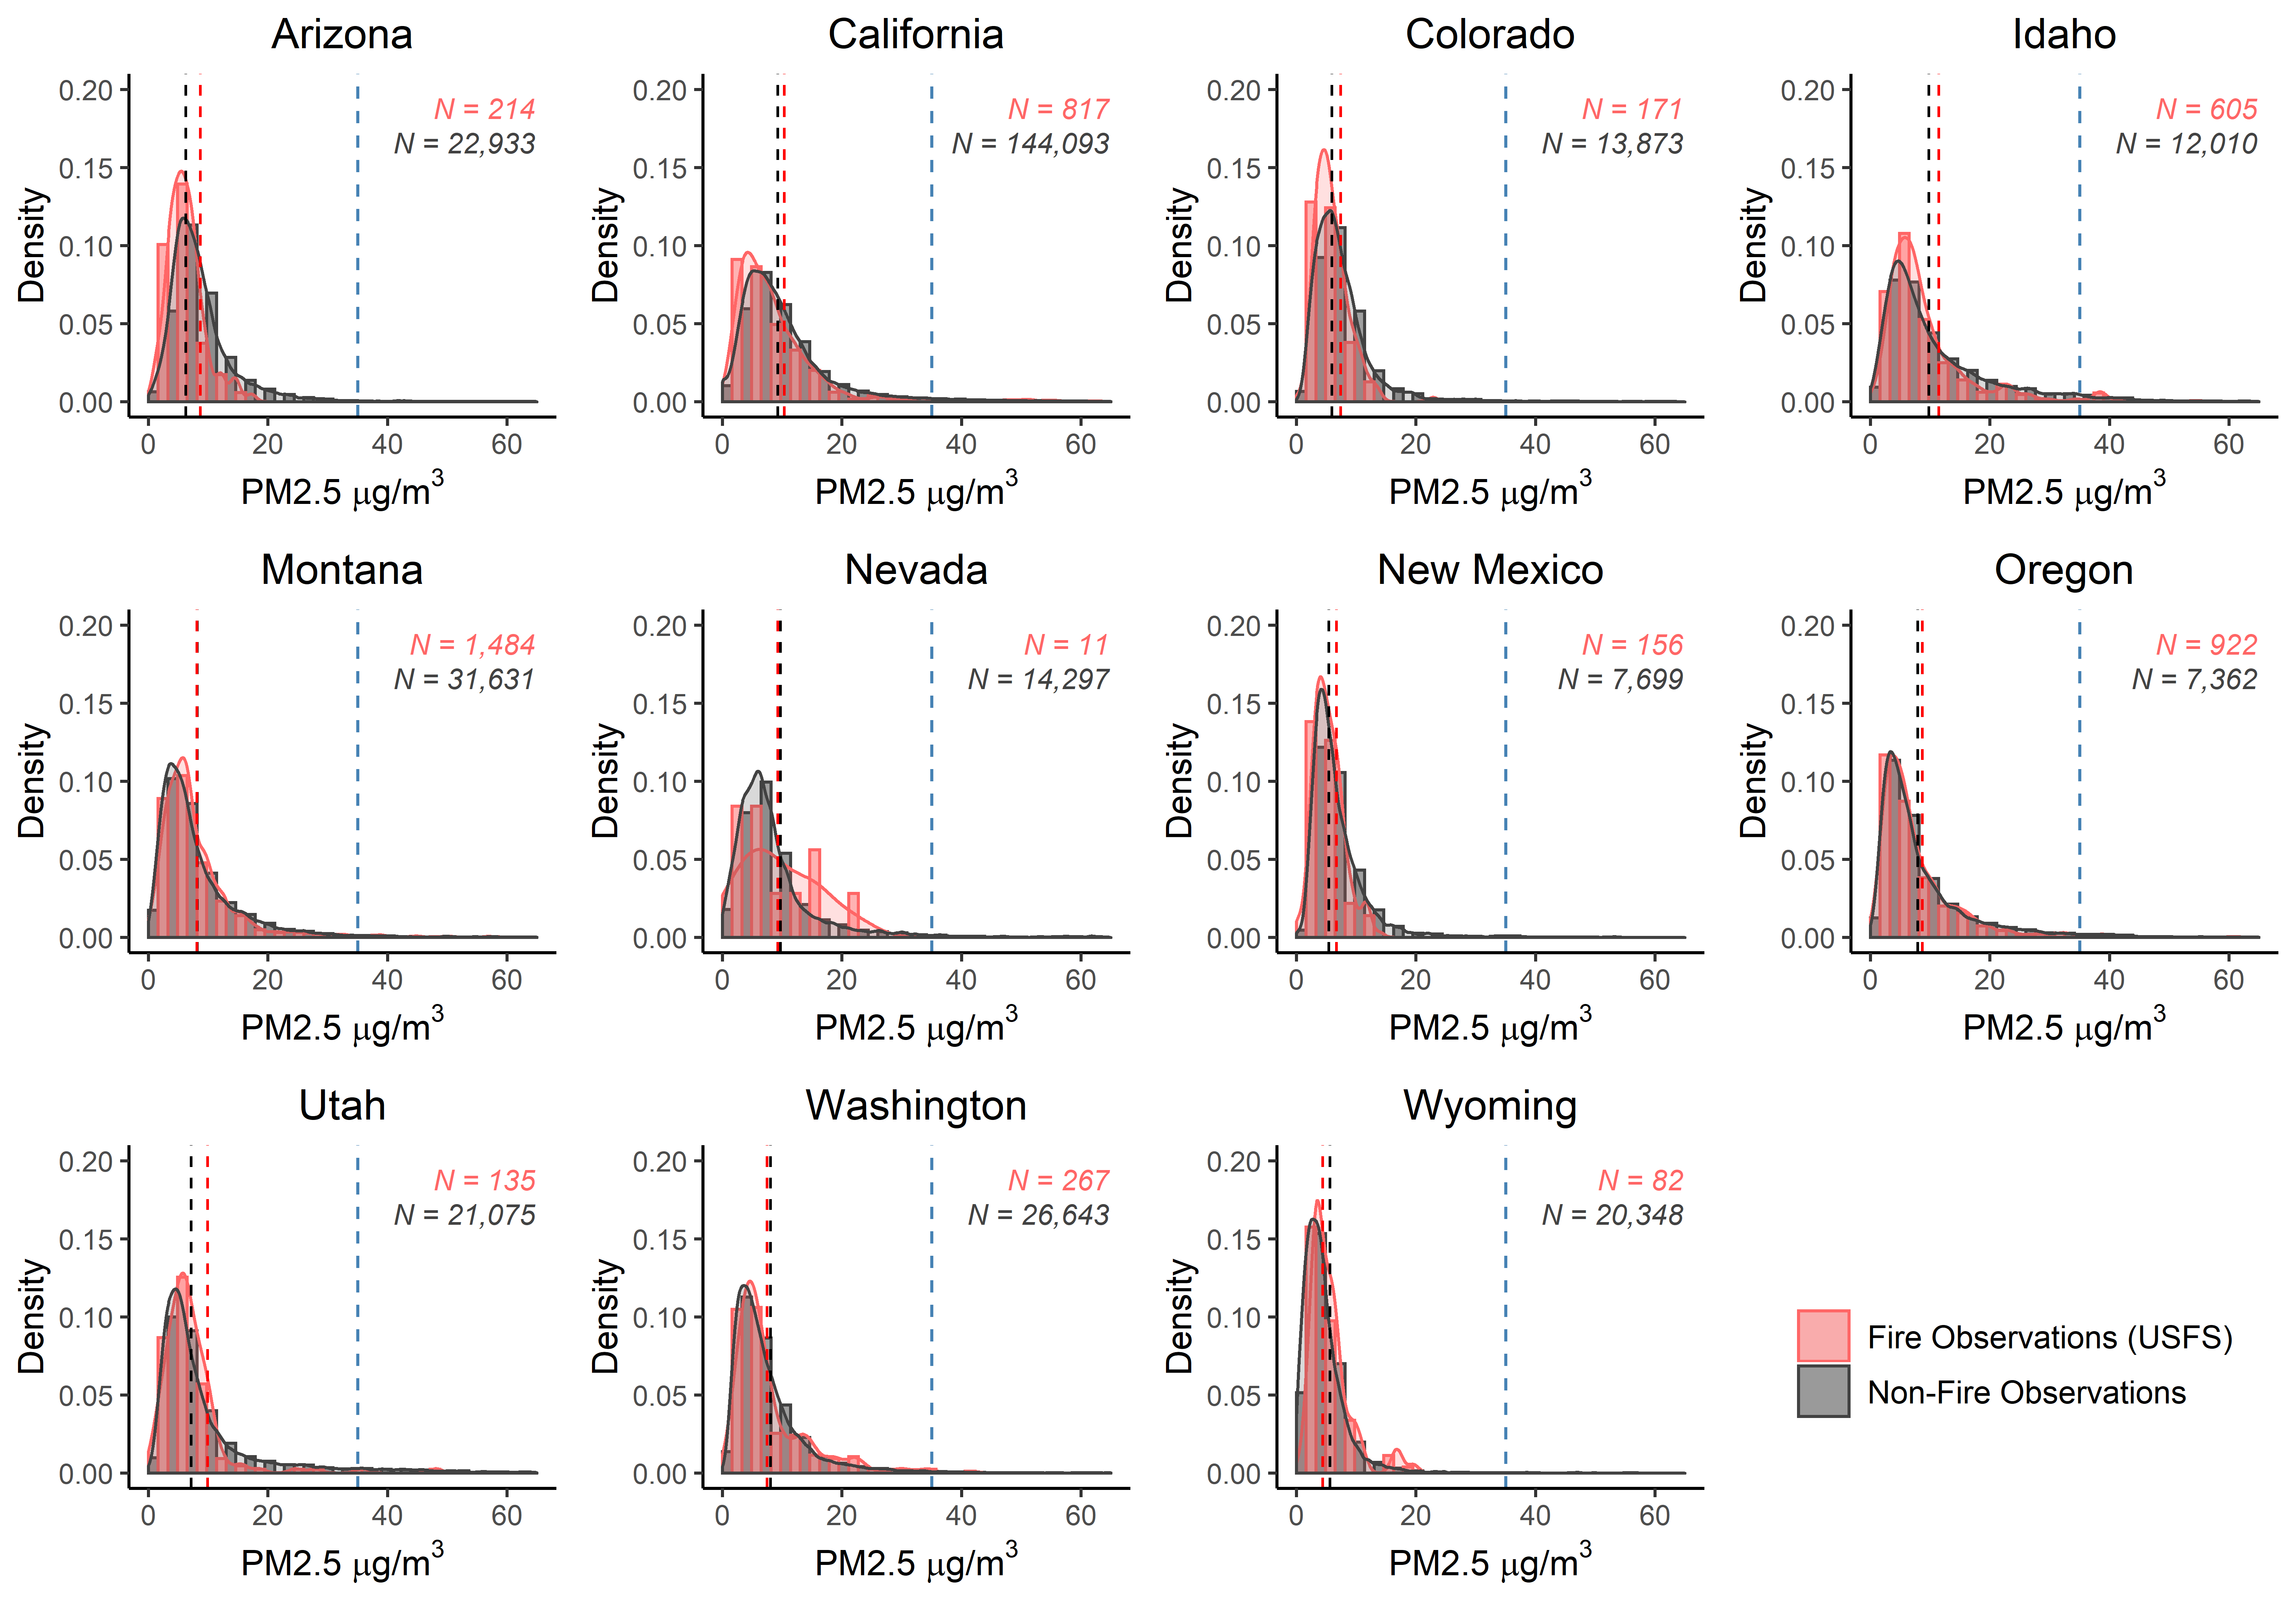 Arizona
0.20
0.15
0.10
0.05
0.00
Density
N = 214
N = 22,933
0 20 40 60
PM2.5 μg/m³
California
0.20
0.15
0.10
0.05
0.00
Density
N = 817
N = 144,093
0 20 40 60
PM2.5 μg/m³
Colorado
0.20
0.15
0.10
0.05
0.00
Density
N = 171
N = 13,873
0 20 40 60
PM2.5 μg/m³
Idaho
0.20
0.15
0.10
0.05
0.00
Density
N = 605
N = 12,010
0 20 40 60
PM2.5 μg/m³
Montana
0.20
0.15
0.10
0.05
0.00
Density
N = 1,484
N = 31,631
0 20 40 60
PM2.5 μg/m³
Nevada
0.20
0.15
0.10
0.05
0.00
Density
N = 11
N = 14,297
0 20 40 60
PM2.5 μg/m³
New Mexico
0.20
0.15
0.10
0.05
0.00
Density
N = 156
N = 7,699
0 20 40 60
PM2.5 μg/m³
Oregon
0.20
0.15
0.10
0.05
0.00
Density
N = 922
N = 7,362
0 20 40 60
PM2.5 μg/m³
Utah
0.20
0.15
0.10
0.05
0.00
Density
N = 135
N = 21,075
0 20 40 60
PM2.5 μg/m³
Washington
0.20
0.15
0.10
0.05
0.00
Density
N = 267
N = 26,643
0 20 40 60
PM2.5 μg/m³
Wyoming
0.20
0.15
0.10
0.05
0.00
Density
N = 82
N = 20,348
0 20 40 60
PM2.5 μg/m³
Fire Observations (USFS)
Non-Fire Observations